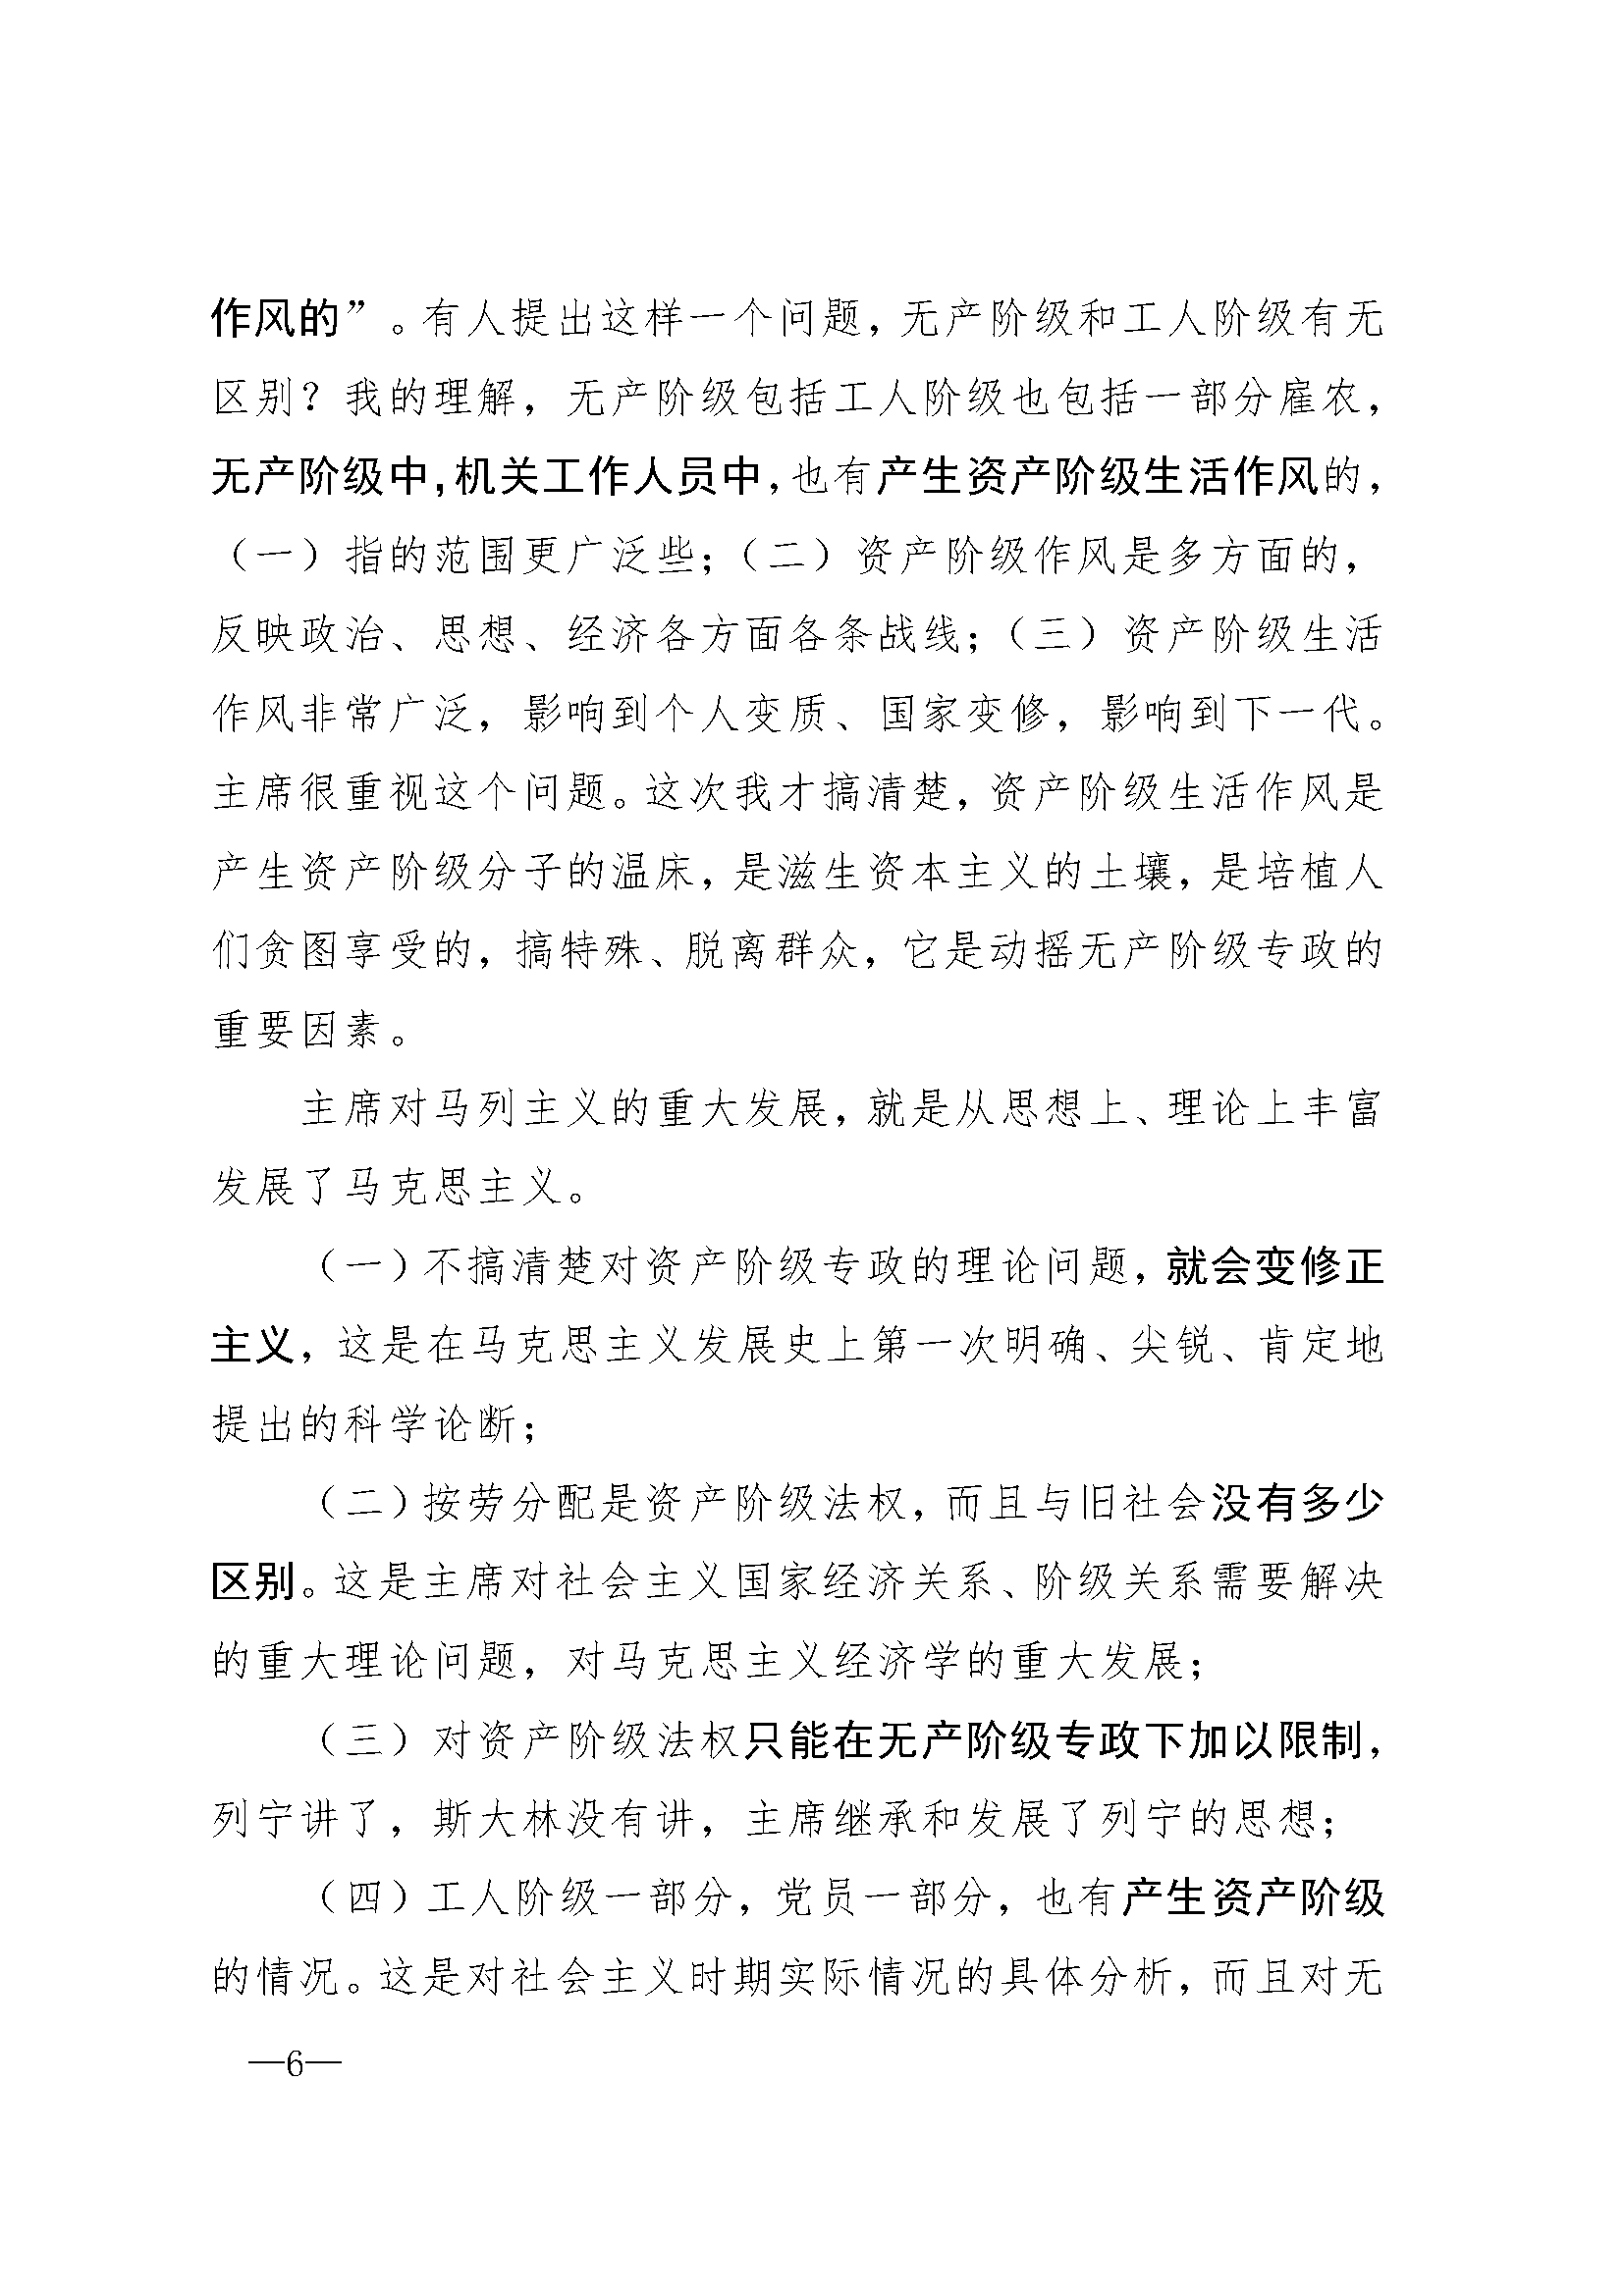 作风的”。有人提出这样一个问题，无产阶级和工人阶级有无
区别？我的理解，无产阶级包括工人阶级也包括一部分雇农，
无产阶级中，机关工作人员中，也有产生资产阶级生活作风的，
（一）指的范围更广泛些；（二）资产阶级作风是多方面的，
反映政治、思想、经济各方面各条战线；（三）资产阶级生活
作风非常广泛，影响到个人变质、国家变修，影响到下一代。
主席很重视这个问题。这次我才搞清楚，资产阶级生活作风是
产生资产阶级分子的温床，是滋生资本主义的土壤，是培植人
们贪图享受的，搞特殊、脱离群众，它是动摇无产阶级专政的
重要因素。
主席对马列主义的重大发展，就是从思想上、理论上丰富
发展了马克思主义。
（一）不搞清楚对资产阶级专政的理论问题，就会变修正
主义，这是在马克思主义发展史上第一次明确、尖锐、肯定地
提出的科学论断；
（二）按劳分配是资产阶级法权，而且与旧社会没有多少
区别。这是主席对社会主义国家经济关系、阶级关系需要解决
的重大理论问题，对马克思主义经济学的重大发展；
（三）对资产阶级法权只能在无产阶级专政下加以限制，
列宁讲了，斯大林没有讲，主席继承和发展了列宁的思想；
（四）工人阶级一部分，党员一部分，也有产生资产阶级
的情况。这是对社会主义时期实际情况的具体分析，而且对无
—6—